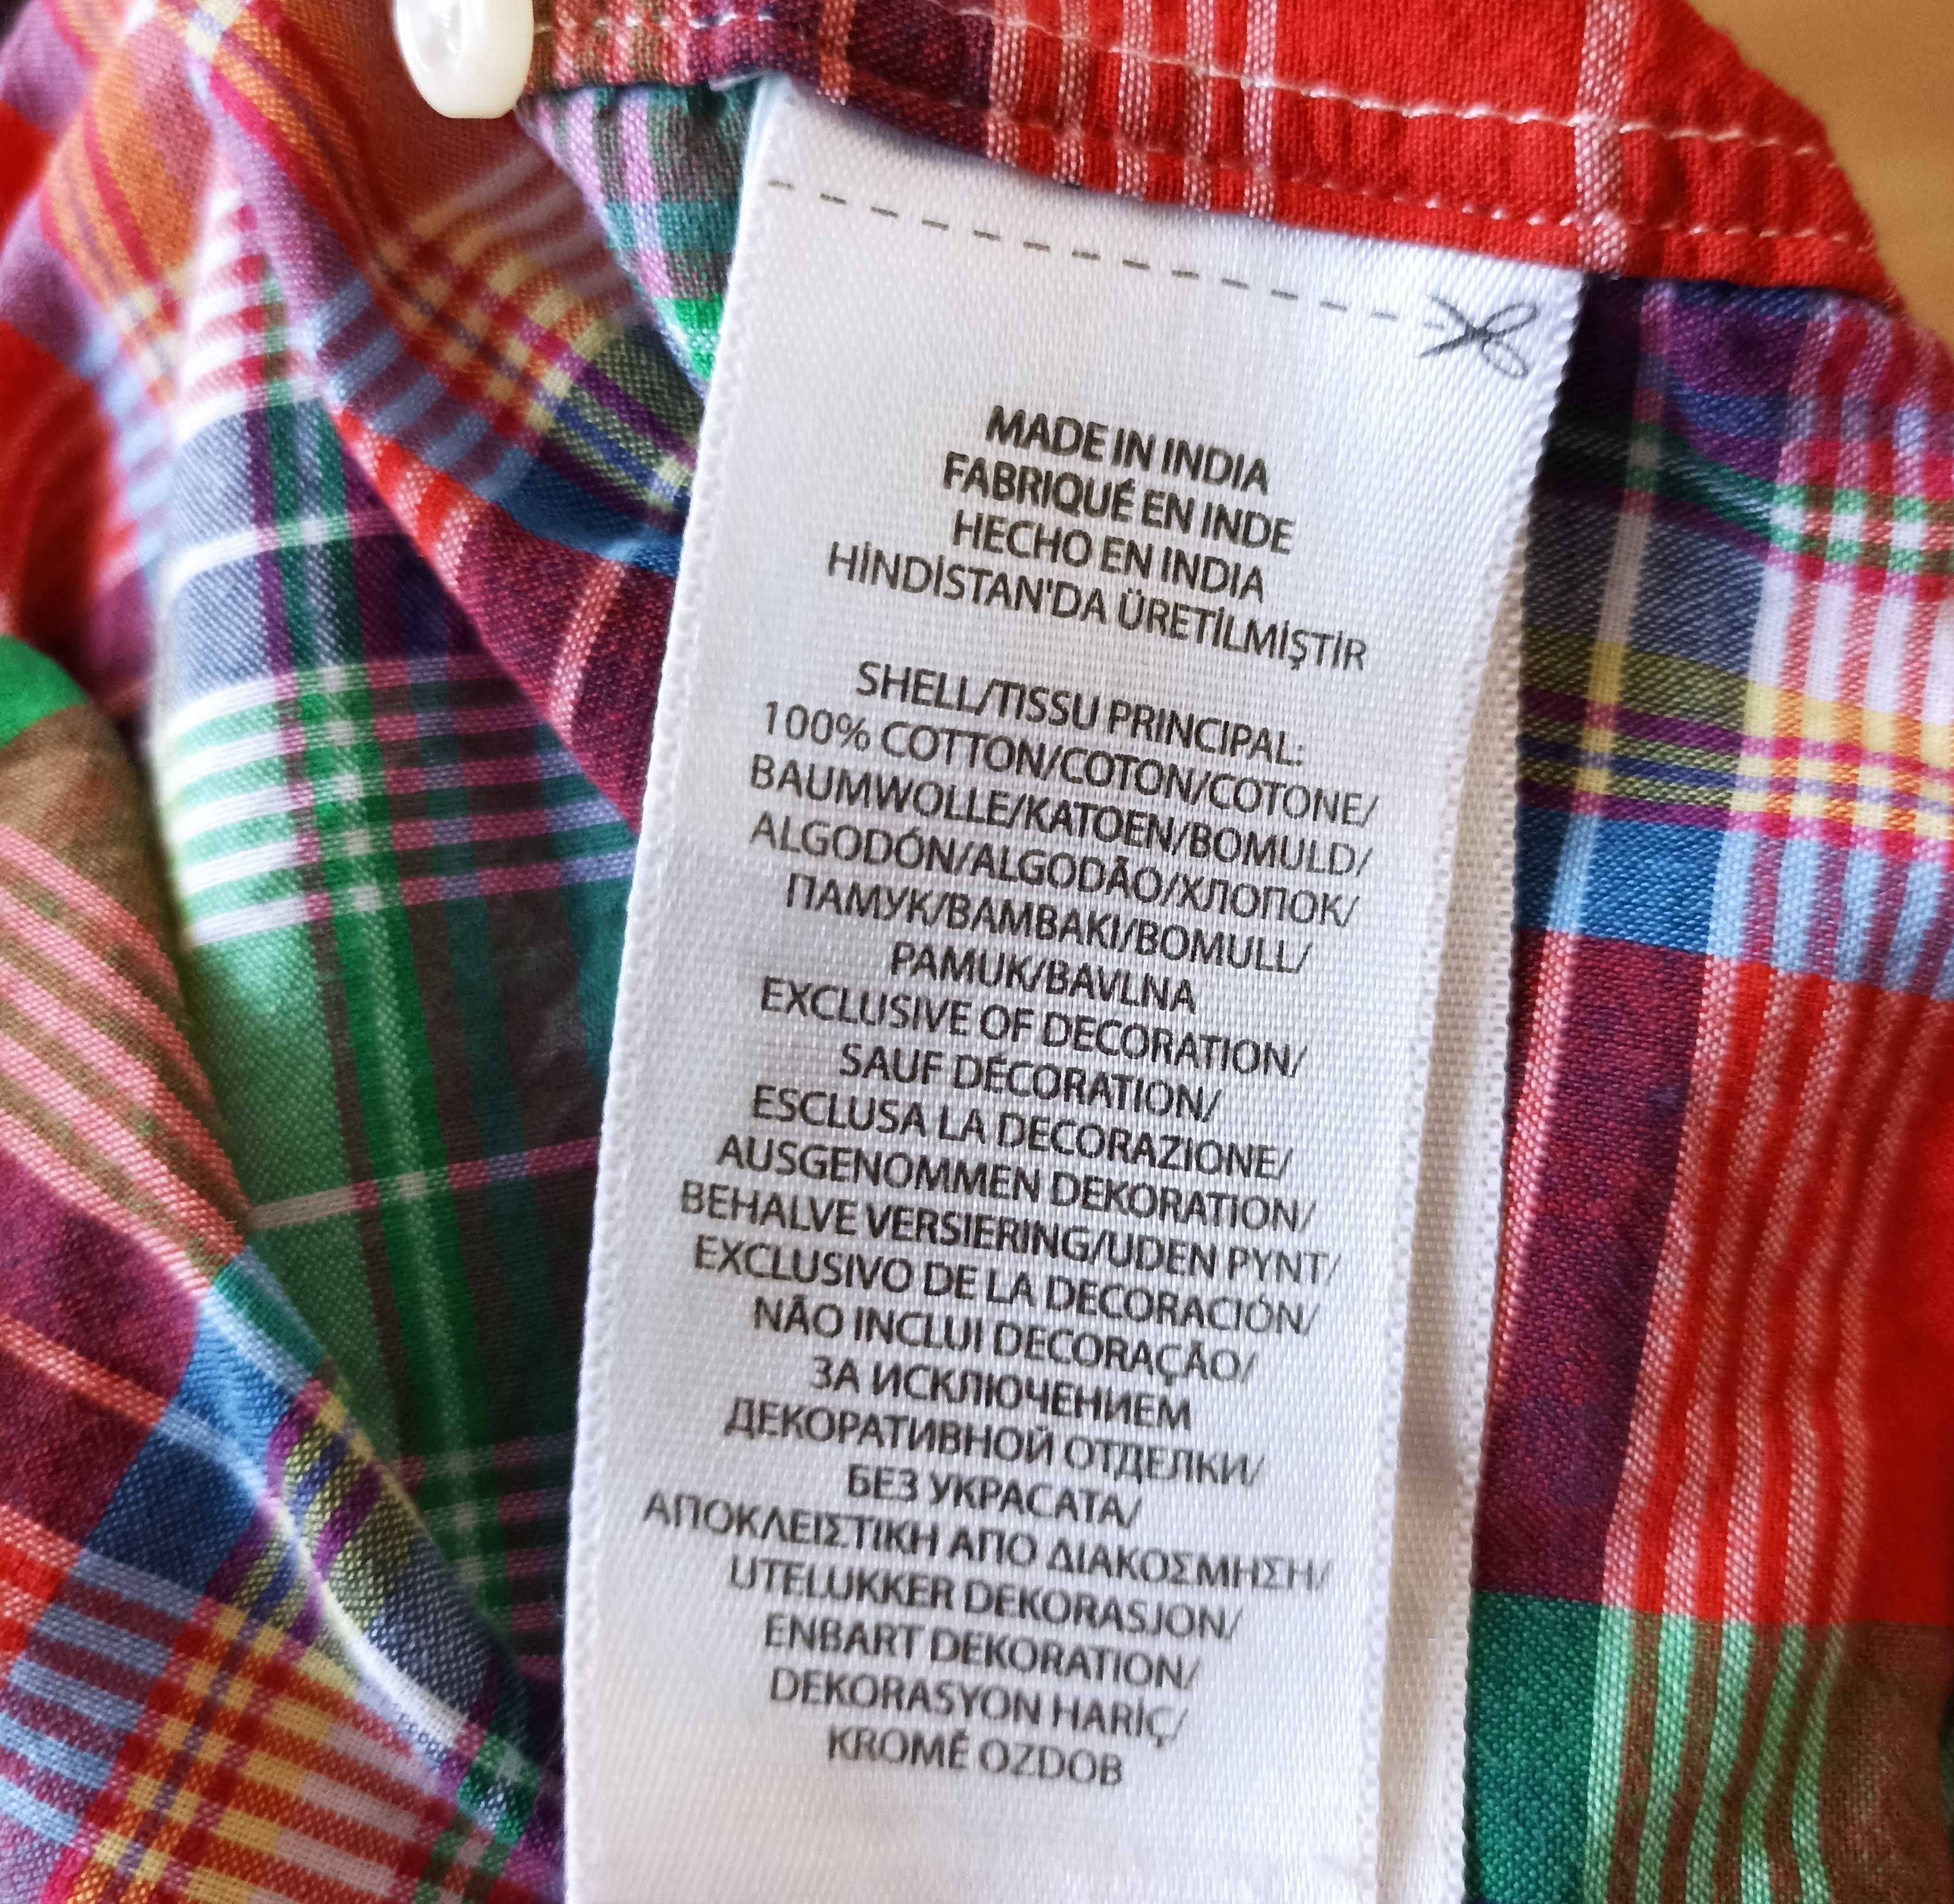 MADE IN INDIA
FABRIQUÉ EN INDE
HECHO EN INDIA
HİNDİSTAN'DA ÜRETİLMİŞTİR
SHELL/TISSU PRINCIPAL:
100% COTTON/COTON/COTONE/
BAUMWOLLE/KATOEN/BOMULD/
ALGODÓN/ALGODÃO/ХЛОПОК/
ПАМУК/ΒΑΜΒΑΚΙ/BOMULL/
PAMUK/BAVLNA
EXCLUSIVE OF DECORATION/
SAUF DÉCORATION/
ESCLUSA LA DECORAZIONE/
AUSGENOMMEN DEKORATION/
BEHALVE VERSIERING/UDEN PYNT/
EXCLUSIVO DE LA DECORACIÓN/
NÃO INCLUI DECORAÇÃO/
ЗА ИСКЛЮЧЕНИЕМ
ДЕКОРАТИВНОЙ ОТДЕЛКИ/
БЕЗ УКРАСАТА/
ΑΠΟΚΛΕΙΣΤΙΚΗ ΑΠΟ ΔΙΑΚΟΣΜΗΣΗ/
UTELUKKER DEKORASJON/
ENBART DEKORATION/
DEKORASYON HARİÇ/
KROMÉ OZDOB